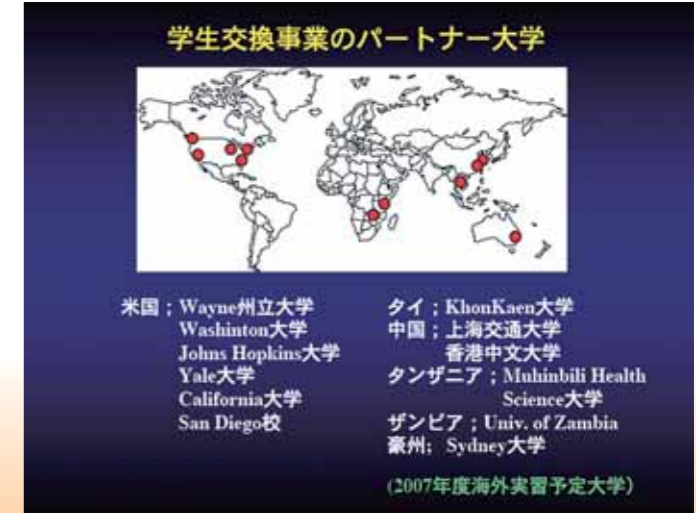 学生交換事業のパートナー大学
米国；Wayne州立大学
Washinton大学
Johns Hopkins大学
Yale大学
California大学
San Diego校
タイ；KhonKaen大学
中国；上海交通大学
香港中文大学
タンザニア；Muhinbili Health
Science大学
ザンビア；Univ. of Zambia
豪州；Sydney大学
(2007年度海外実習予定大学）